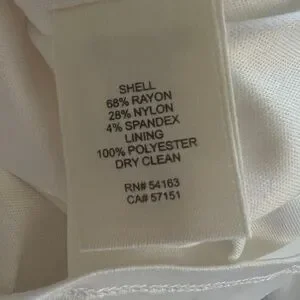 SHELL
68% RAYON
28% NYLON
4% SPANDEX
LINING
100% POLYESTER
DRY CLEAN
RN# 54163
CA# 57151